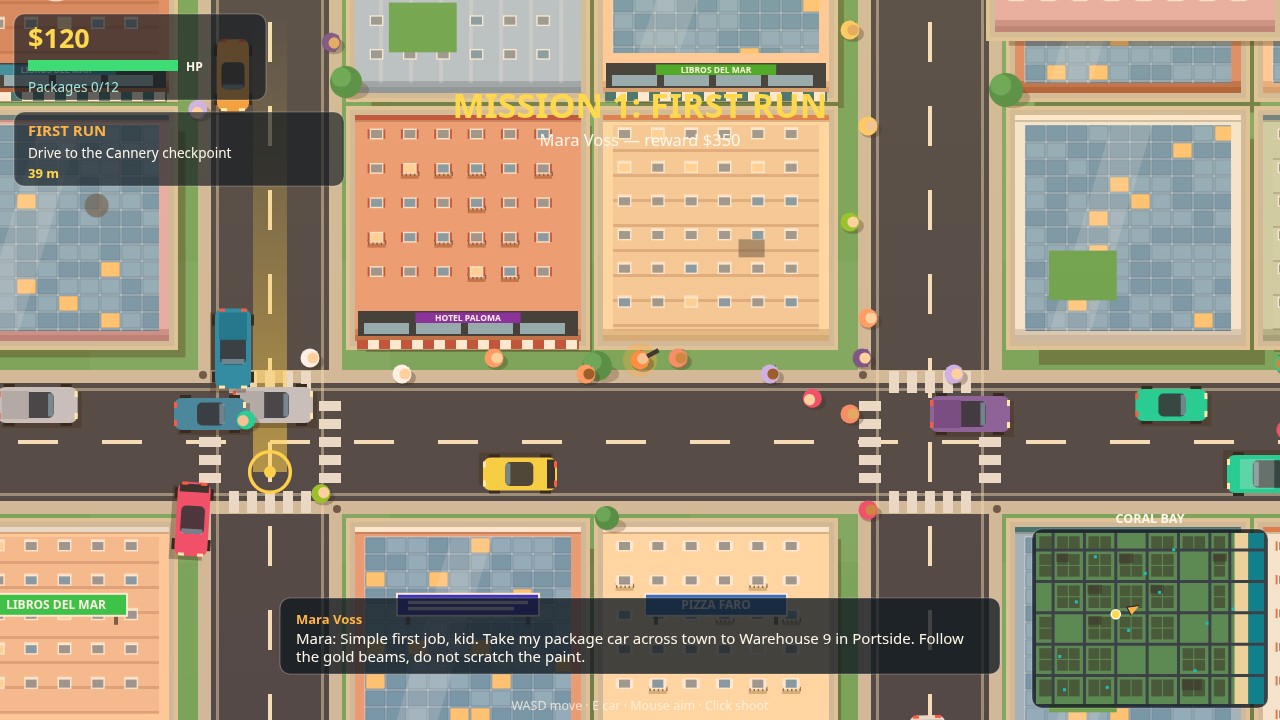 $120
HP
LIBROS DEL MAR
Packages 0/12
LIBROS DEL MAR
MISSION 1: FIRST RUN
Mara Voss — reward $350
FIRST RUN
Drive to the Cannery checkpoint
39 m
HOTEL PALOMA
CORAL BAY
LIBROS DEL MAR
PIZZA FARO
Mara Voss
Mara: Simple first job, kid. Take my package car across town to Warehouse 9 in Portside. Follow
the gold beams, do not scratch the paint.
WASD move · E car · Mouse aim · Click shoot